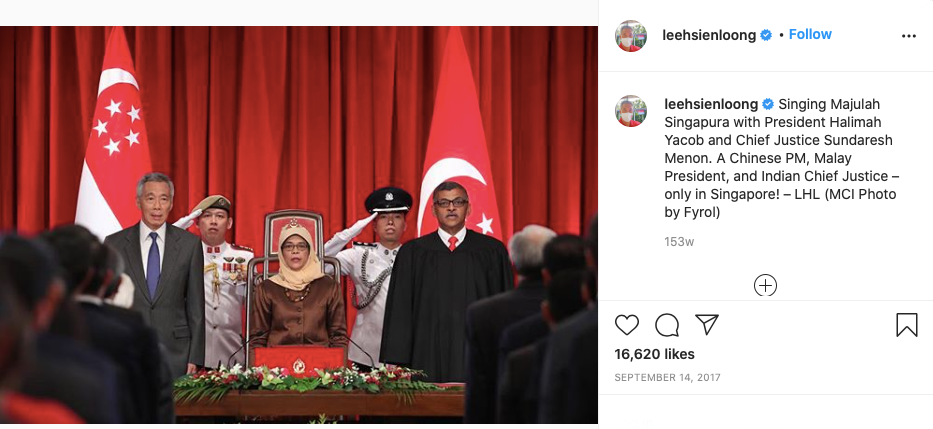 leehsienloong • Follow
leehsienloong Singing Majulah
Singapura with President Halimah
Yacob and Chief Justice Sundaresh
Menon. A Chinese PM, Malay
President, and Indian Chief Justice –
only in Singapore! – LHL (MCI Photo
by Fyrol)
153w
16,620 likes
SEPTEMBER 14, 2017